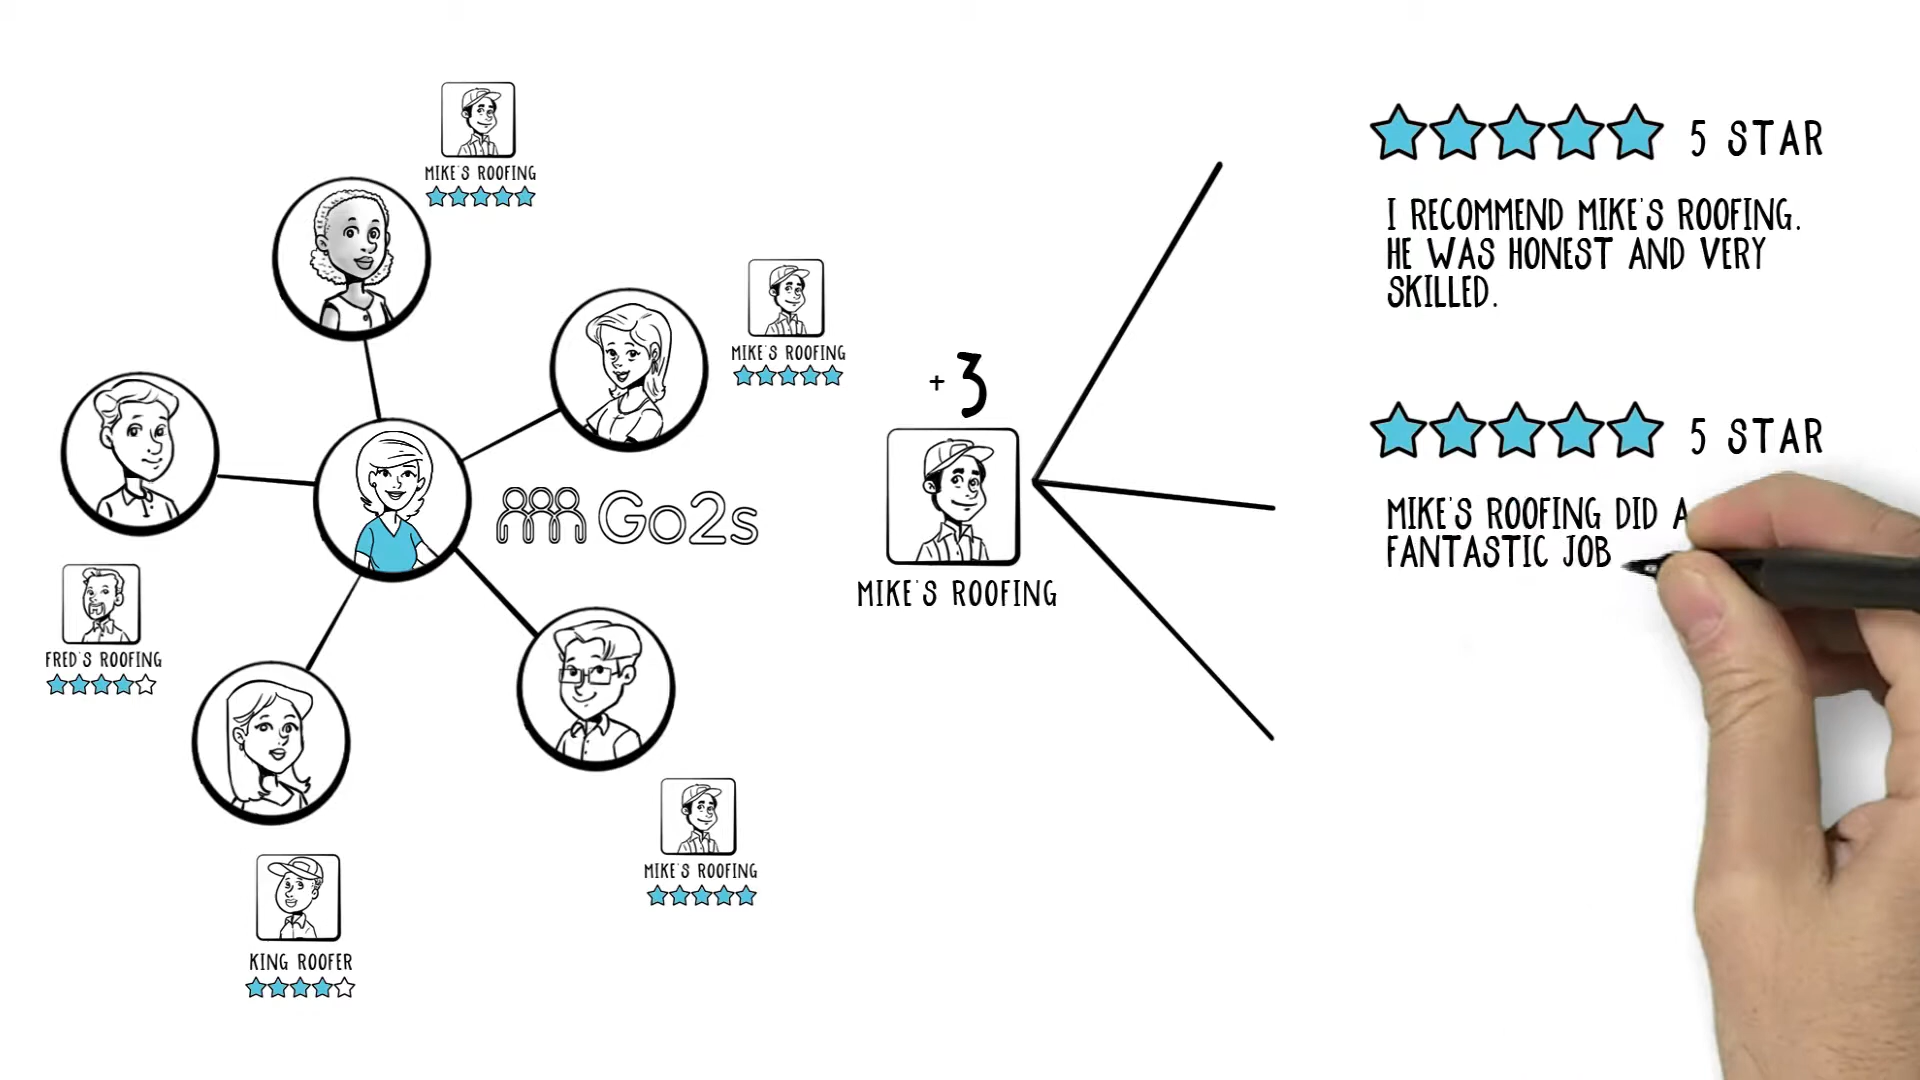 MIKE'S ROOFING
MIKE'S ROOFING
FRED'S ROOFING
Go2s
MIKE'S ROOFING
KING ROOFER
+ 3
MIKE'S ROOFING
5 STAR
I RECOMMEND MIKE'S ROOFING.
HE WAS HONEST AND VERY
SKILLED.
5 STAR
MIKE'S ROOFING DID A
FANTASTIC JOB